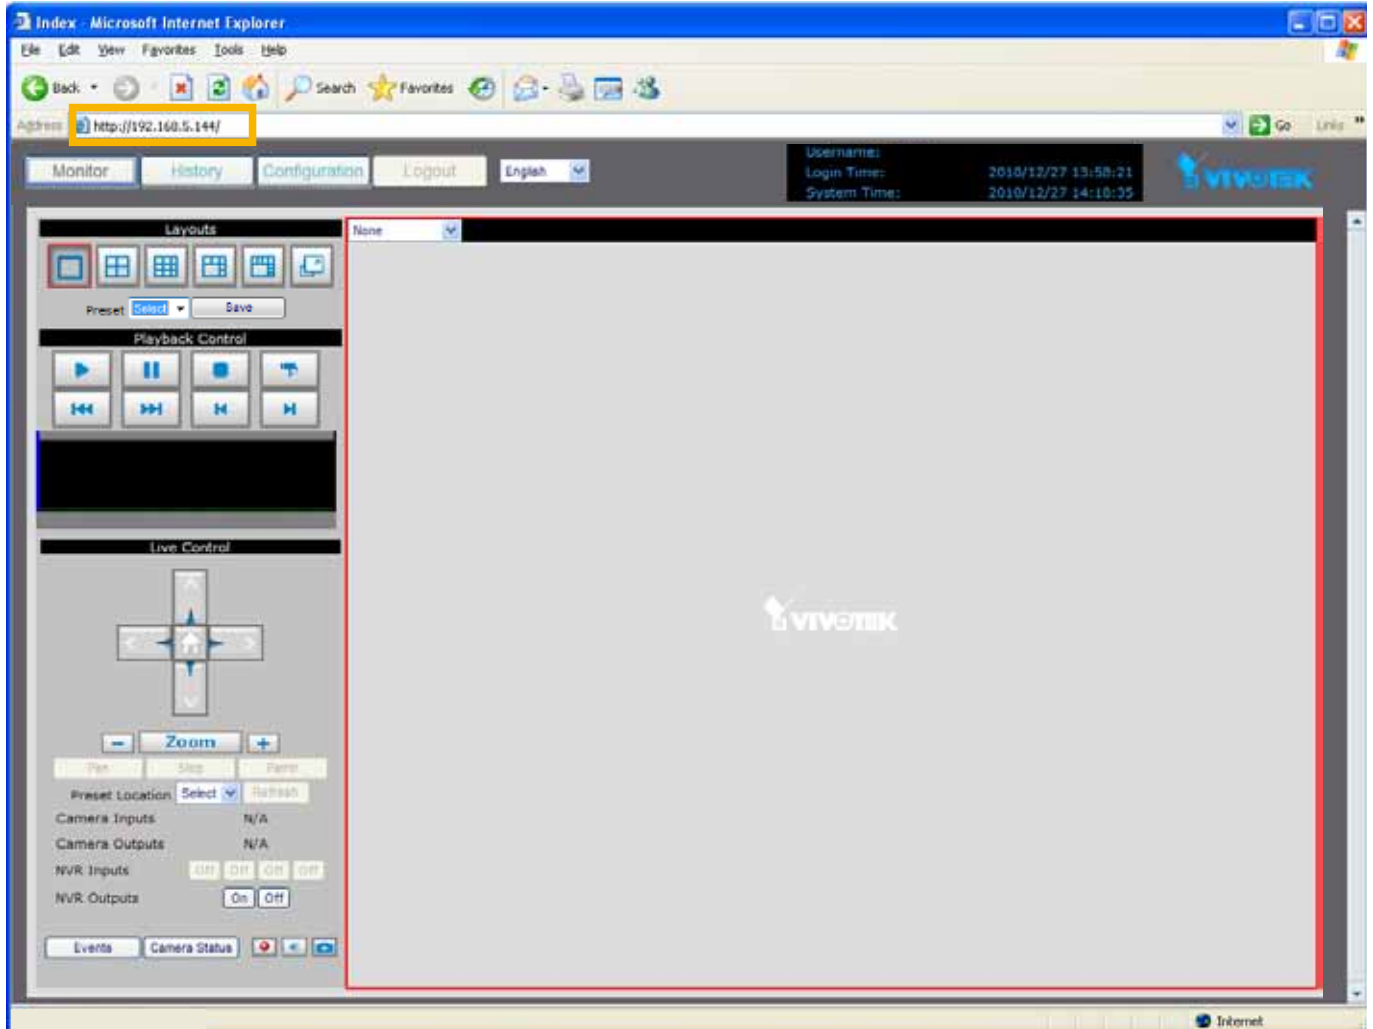 Index - Microsoft Internet Explorer
File Edit View Favorites Tools Help
Back Search Favorites
Address http://192.168.5.144/ Go Links »
Monitor History Configuration Logout English
Username:
Login Time: 2010/12/27 13:58:21
System Time: 2010/12/27 14:10:35
VIVOTEK
Layouts
None
Preset Select Save
Playback Control
Live Control
VIVOTEK
Zoom
Pan Stop Patrol
Preset Location Select Refresh
Camera Inputs N/A
Camera Outputs N/A
NVR Inputs Off Off Off Off
NVR Outputs On Off
Events Camera Status
Internet